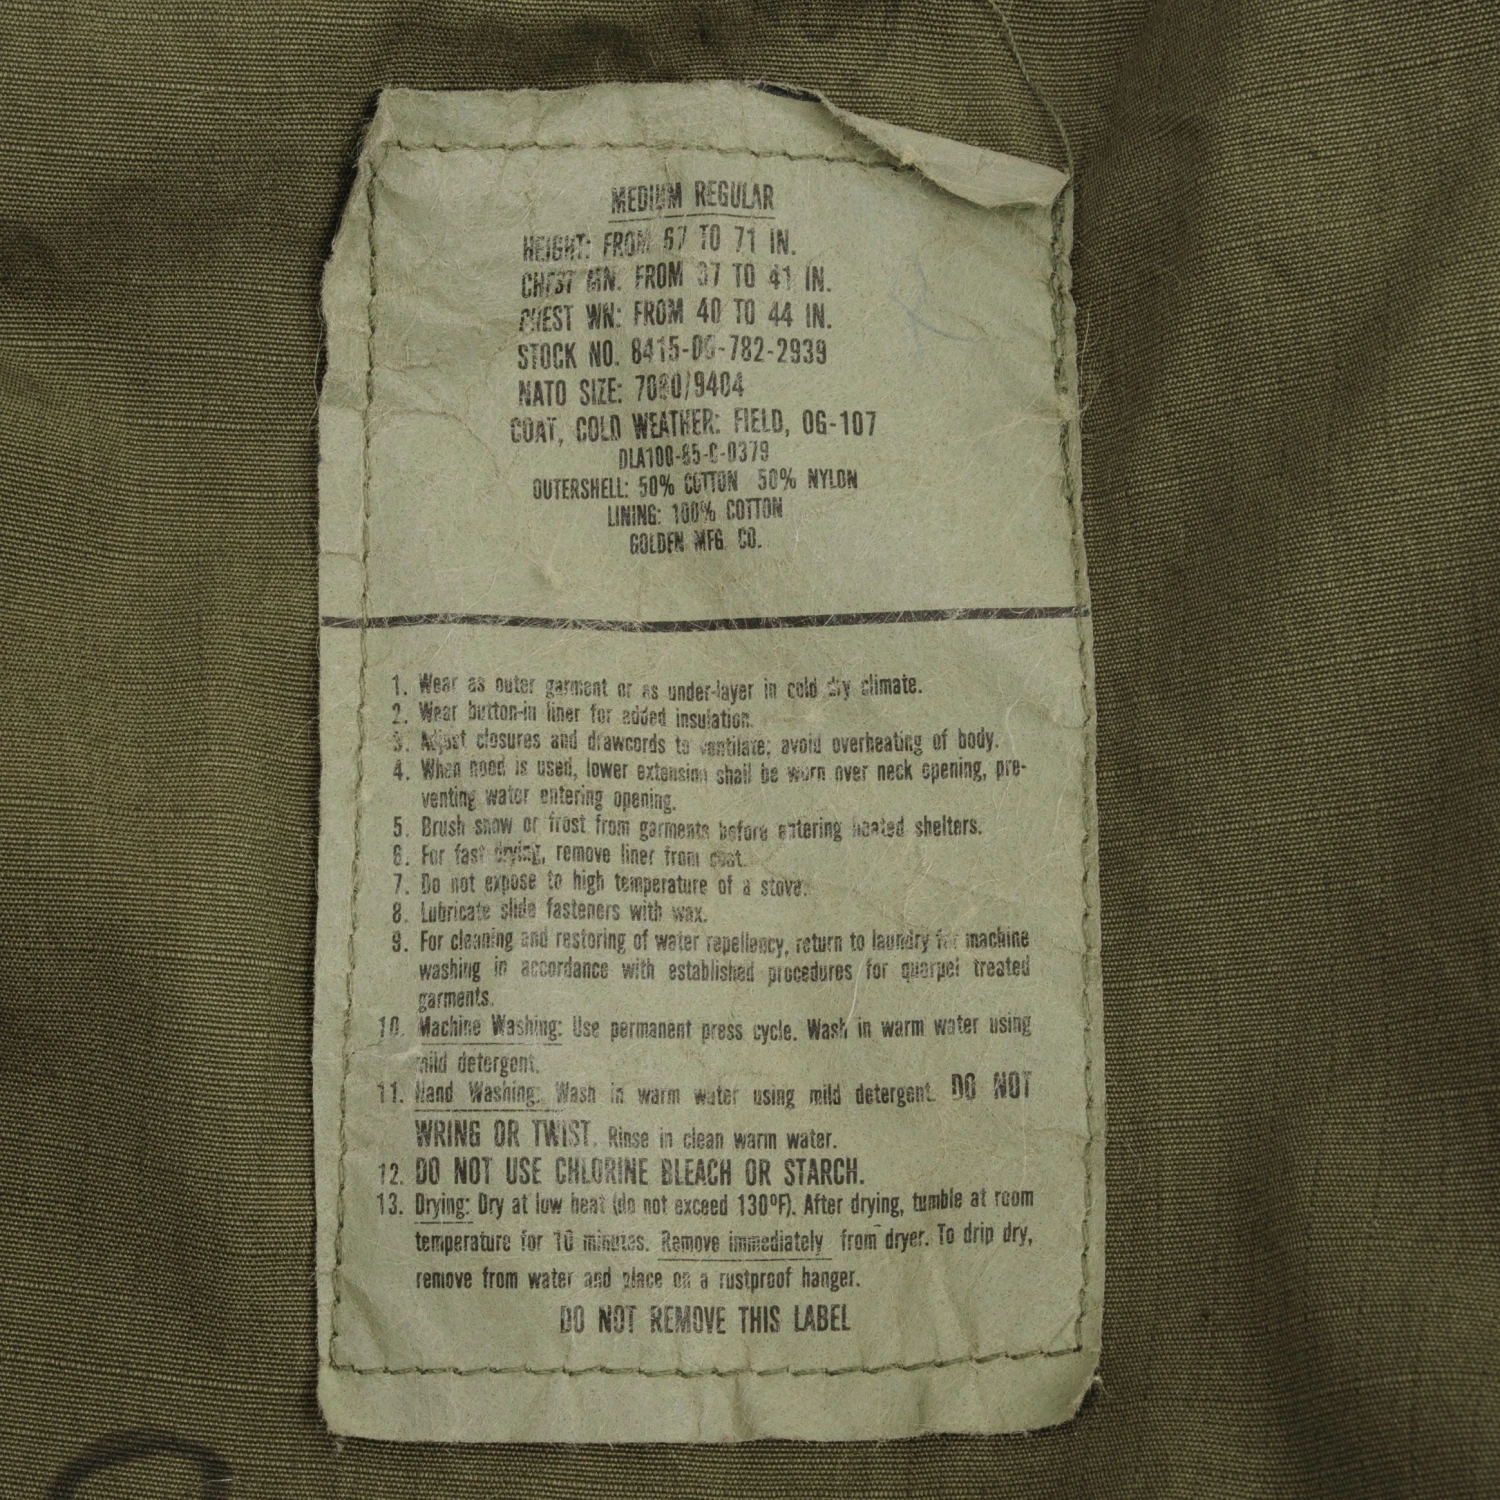 MEDIUM REGULAR
HEIGHT: FROM 67 TO 71 IN.
CHEST MN. FROM 37 TO 41 IN.
CHEST WN: FROM 40 TO 44 IN.
STOCK NO. 8415-00-782-2939
NATO SIZE: 7080/9404
COAT, COLD WEATHER: FIELD, OG-107
DLA100-85-C-0379
OUTERSHELL: 50% COTTON 50% NYLON
LINING: 100% COTTON
GOLDEN MFG. CO.
1. Wear as outer garment or as under-layer in cold dry climate.
2. Wear button-in liner for added insulation.
3. Adjust closures and drawcords to ventilate; avoid overheating of body.
4. When hood is used, lower extension shall be worn over neck opening, pre-
venting water entering opening.
5. Brush snow or frost from garments before entering heated shelters.
6. For fast drying, remove liner from coat.
7. Do not expose to high temperature of a stove.
8. Lubricate slide fasteners with wax.
9. For cleaning and restoring of water repellency, return to laundry for machine
washing in accordance with established procedures for quarpel treated
garments.
10. Machine Washing: Use permanent press cycle. Wash in warm water using
mild detergent.
11. Hand Washing: Wash in warm water using mild detergent. DO NOT
WRING OR TWIST. Rinse in clean warm water.
12. DO NOT USE CHLORINE BLEACH OR STARCH.
13. Drying: Dry at low heat (do not exceed 130°F). After drying, tumble at room
temperature for 10 minutes. Remove immediately from dryer. To drip dry,
remove from water and place on a rustproof hanger.
DO NOT REMOVE THIS LABEL